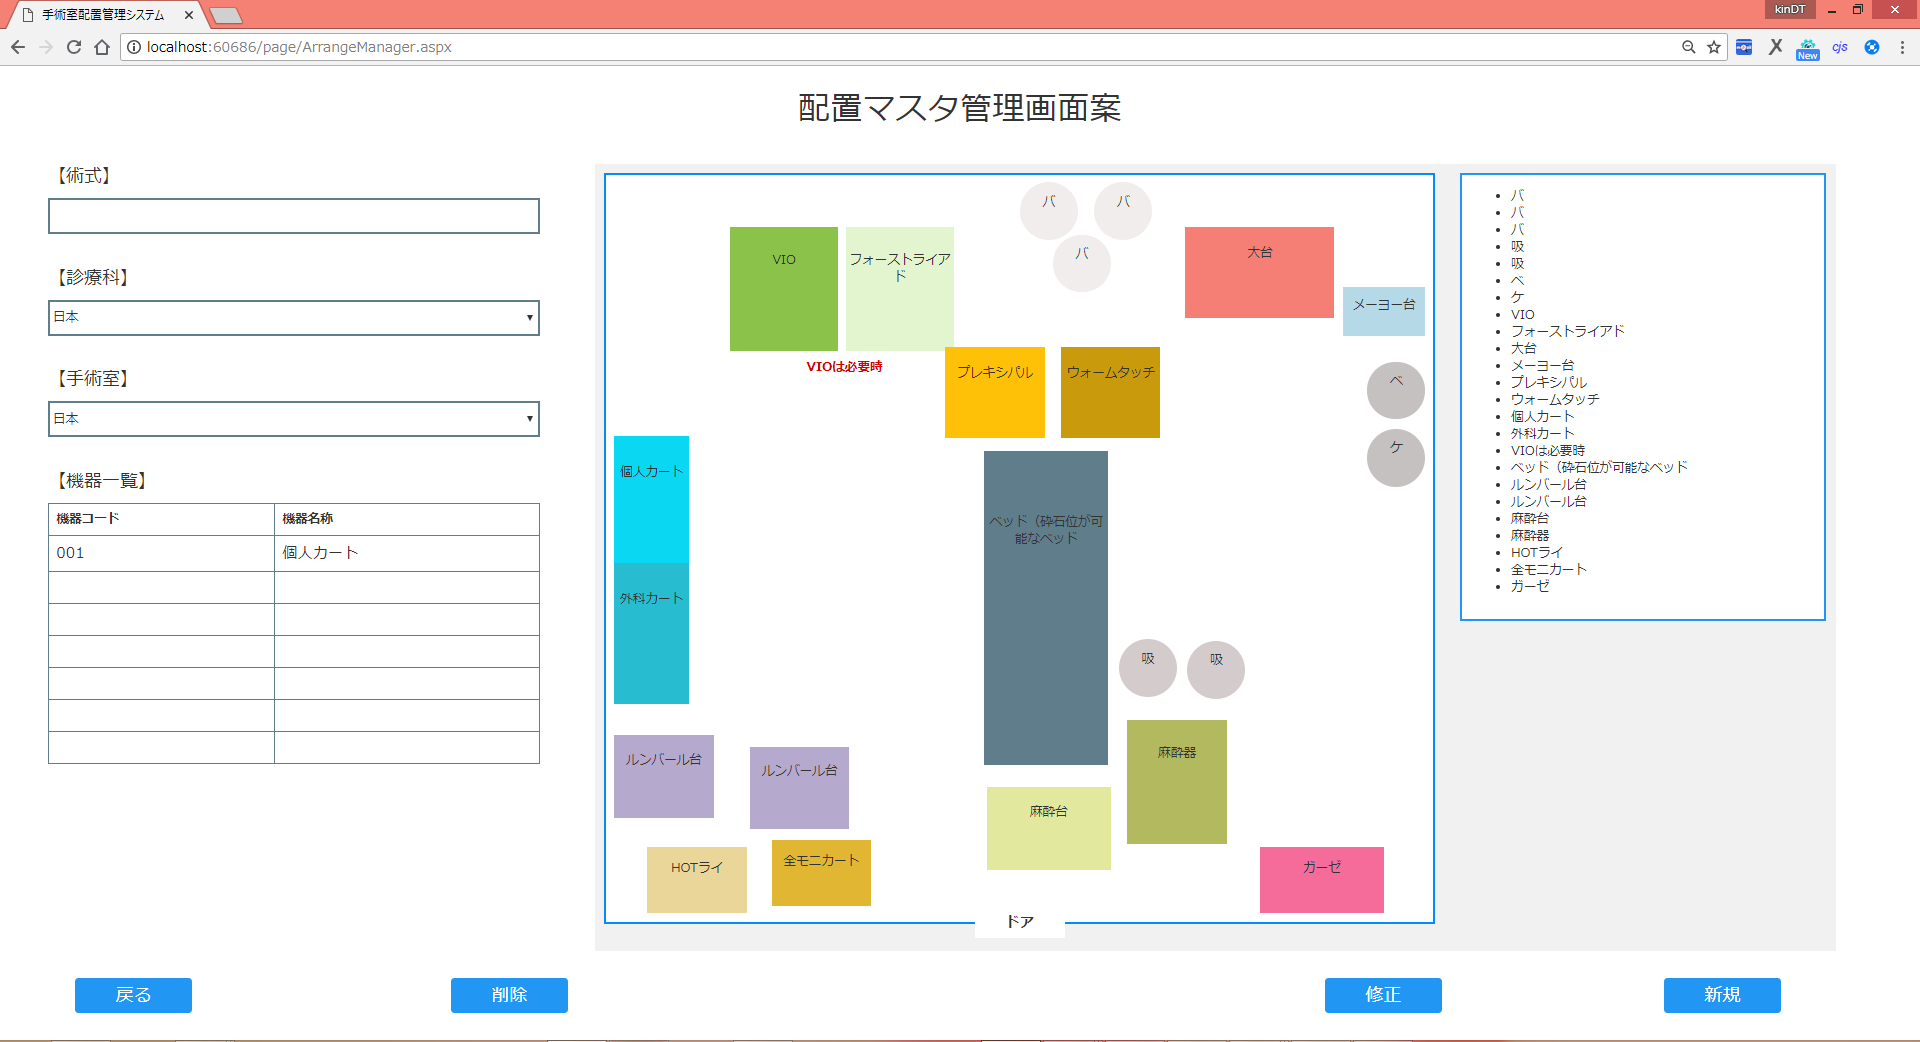 手術室配置管理システム
kinDT
localhost:60686/page/ArrangeManager.aspx
New
cjs
配置マスタ管理画面案
【術式】
【診療科】
日本
【手術室】
日本
【機器一覧】
機器コード 機器名称
001 個人カート
バ バ
バ
VIO
フォーストライア
ド
大台
メーヨー台
VIOは必要時
プレキシパル
ウォームタッチ
ベ
ケ
個人カート
外科カート
ベッド（砕石位が可
能なベッド
吸 吸
ルンバール台
ルンバール台
麻酔器
麻酔台
HOTライ
全モニカート
ガーゼ
ドア
バ
バ
バ
吸
吸
ベ
ケ
VIO
フォーストライアド
大台
メーヨー台
プレキシパル
ウォームタッチ
個人カート
外科カート
VIOは必要時
ベッド（砕石位が可能なベッド
ルンバール台
ルンバール台
麻酔台
麻酔器
HOTライ
全モニカート
ガーゼ
戻る
削除
修正
新規